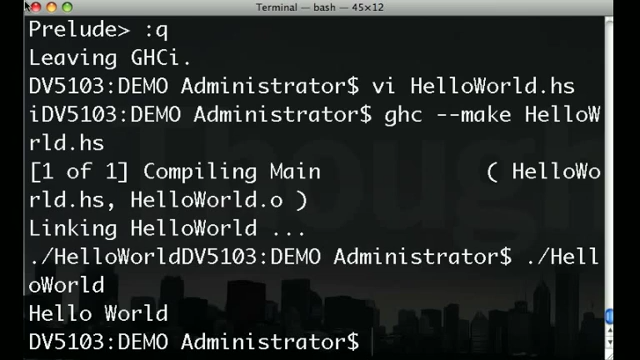 Terminal — bash — 45×12
Prelude> :q
Leaving GHCi.
DV5103:DEMO Administrator$ vi HelloWorld.hs
iDV5103:DEMO Administrator$ ghc --make HelloW
rld.hs
[1 of 1] Compiling Main             ( HelloWo
rld.hs, HelloWorld.o )
Linking HelloWorld ...
./HelloWorldDV5103:DEMO Administrator$ ./Hell
oWorld
Hello World
DV5103:DEMO Administrator$